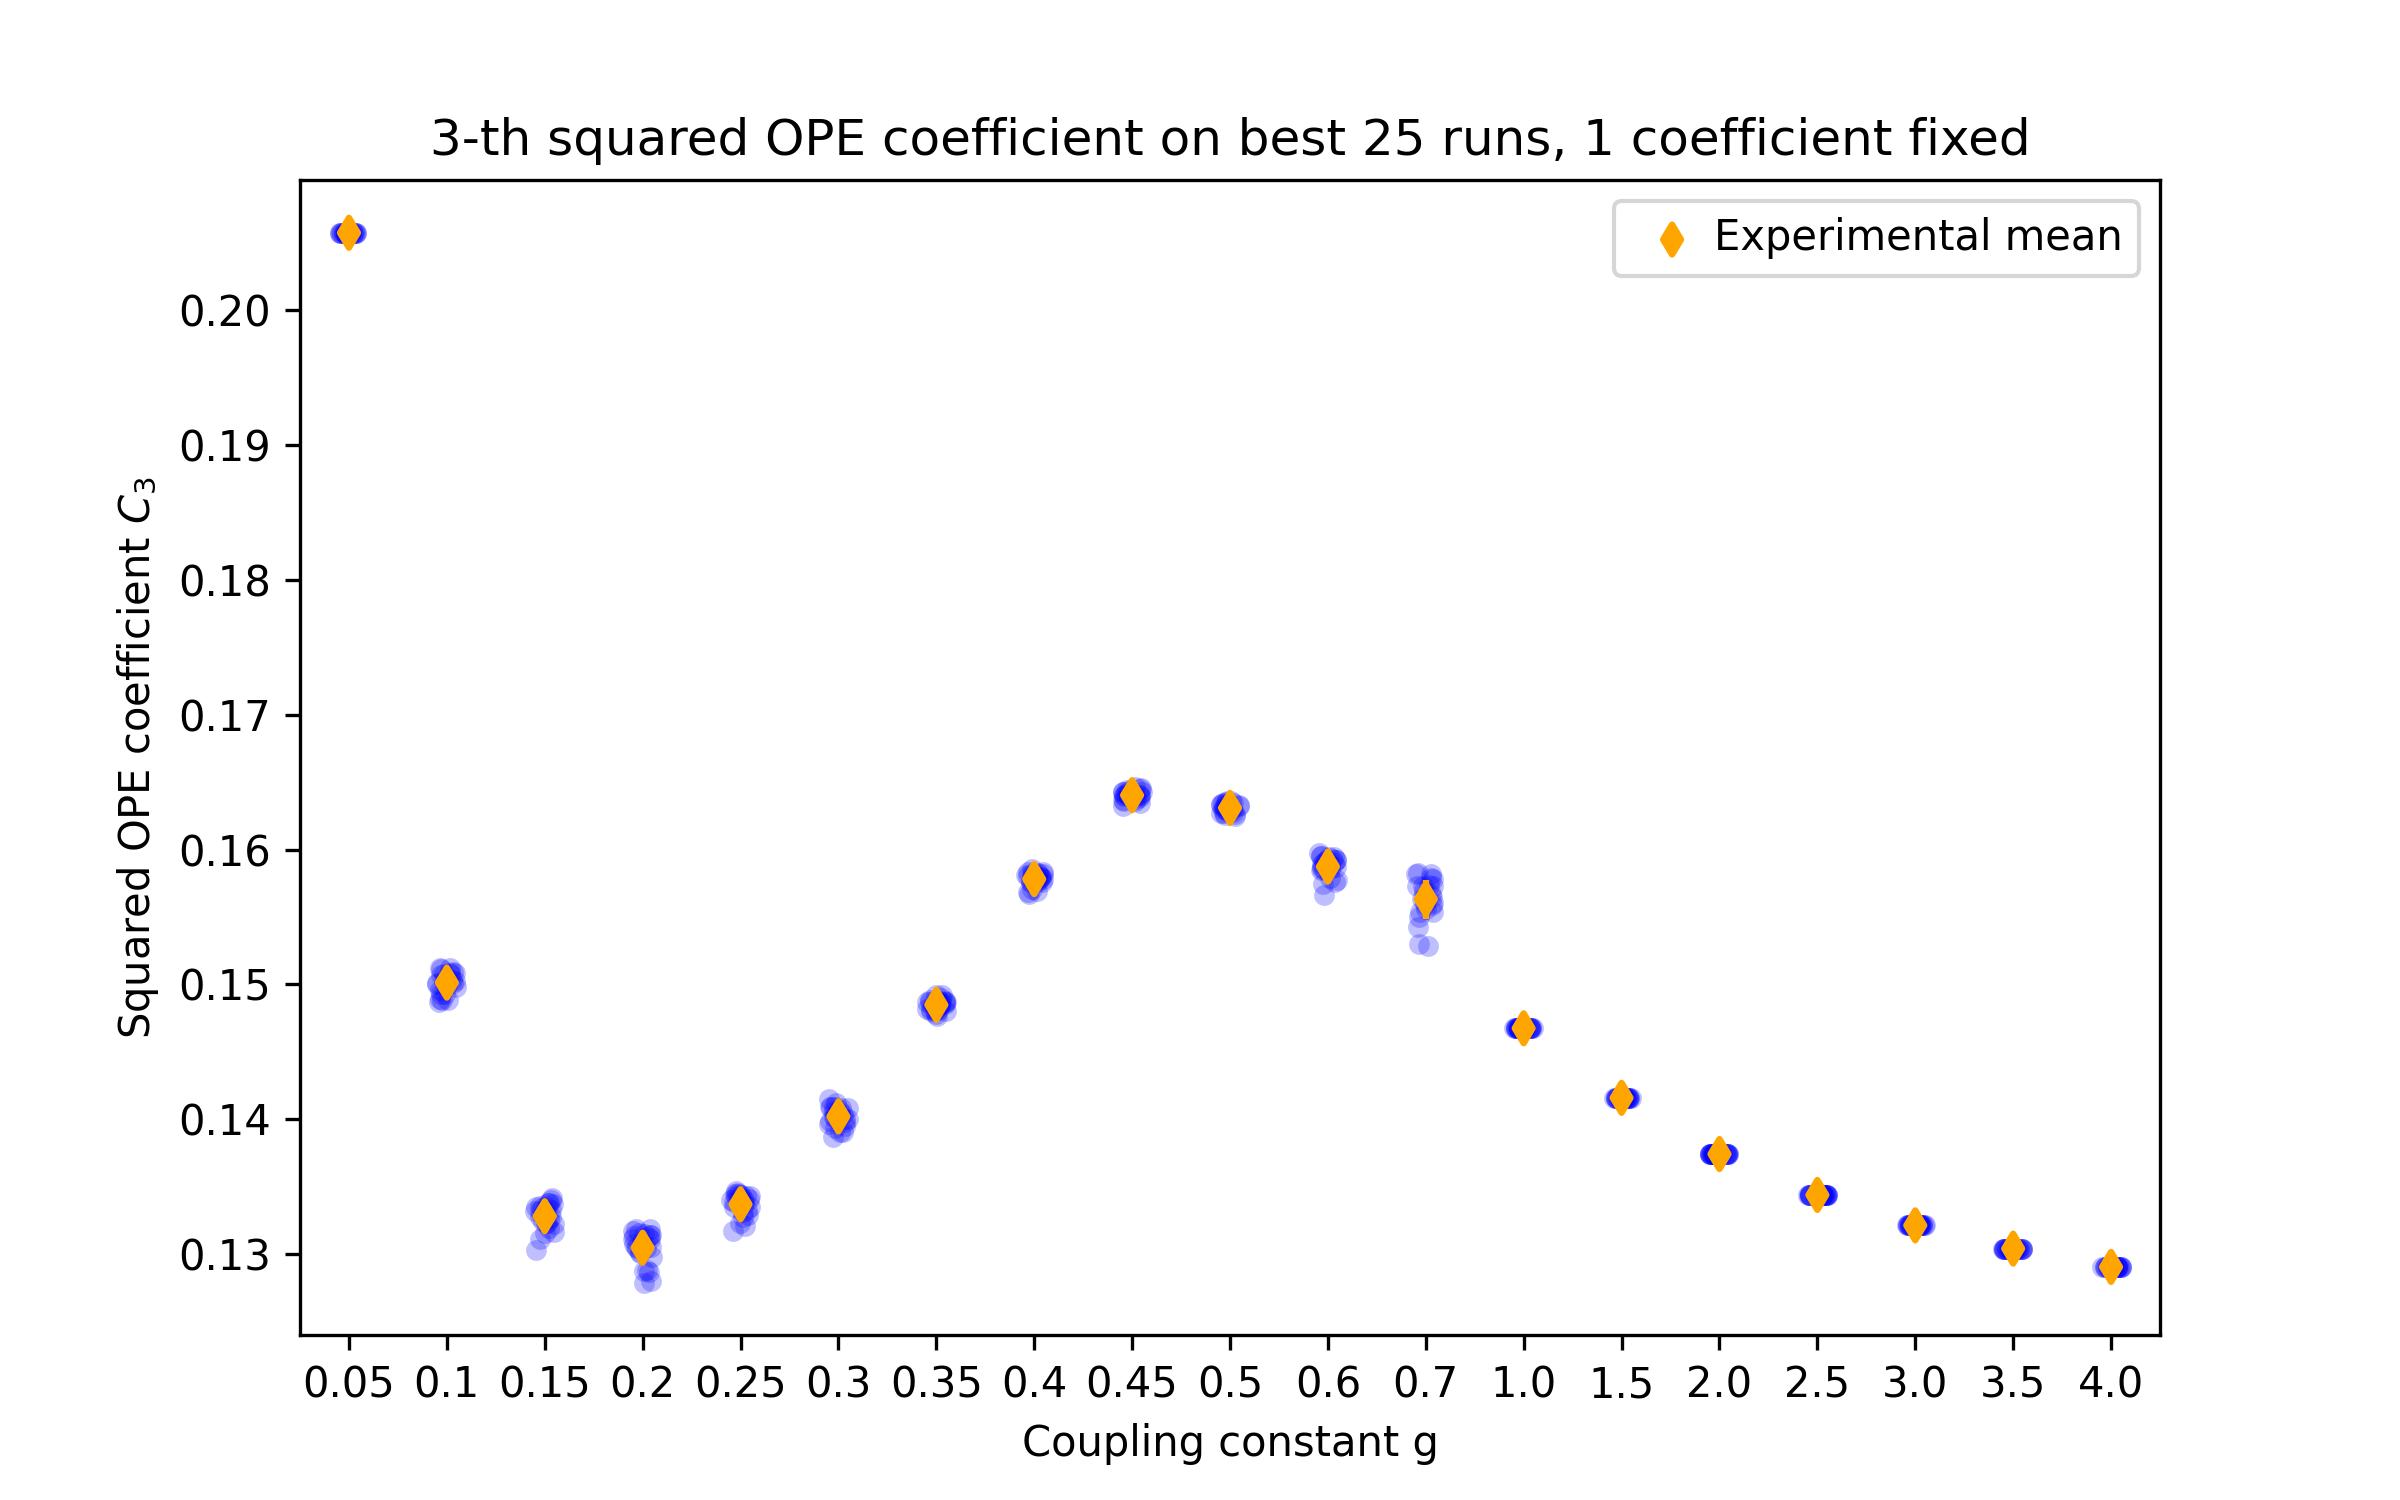 3-th squared OPE coefficient on best 25 runs, 1 coefficient fixed
Experimental mean
Squared OPE coefficient C₃
0.20
0.19
0.18
0.17
0.16
0.15
0.14
0.13
0.05 0.1 0.15 0.2 0.25 0.3 0.35 0.4 0.45 0.5 0.6 0.7 1.0 1.5 2.0 2.5 3.0 3.5 4.0
Coupling constant g